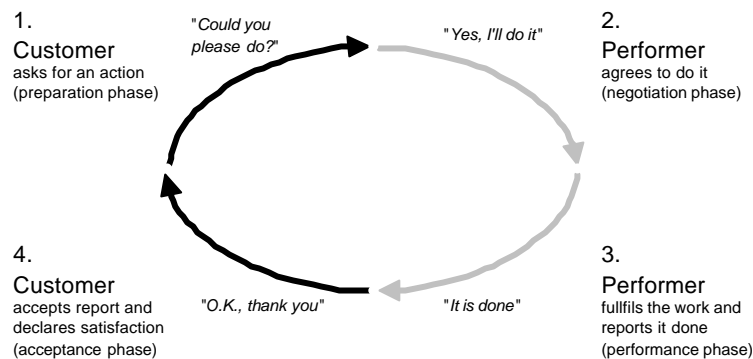 1.
Customer
asks for an action
(preparation phase)
"Could you
please do?"
"Yes, I'll do it"
2.
Performer
agrees to do it
(negotiation phase)
4.
Customer
accepts report and
declares satisfaction
(acceptance phase)
"O.K., thank you"
"It is done"
3.
Performer
fullfils the work and
reports it done
(performance phase)